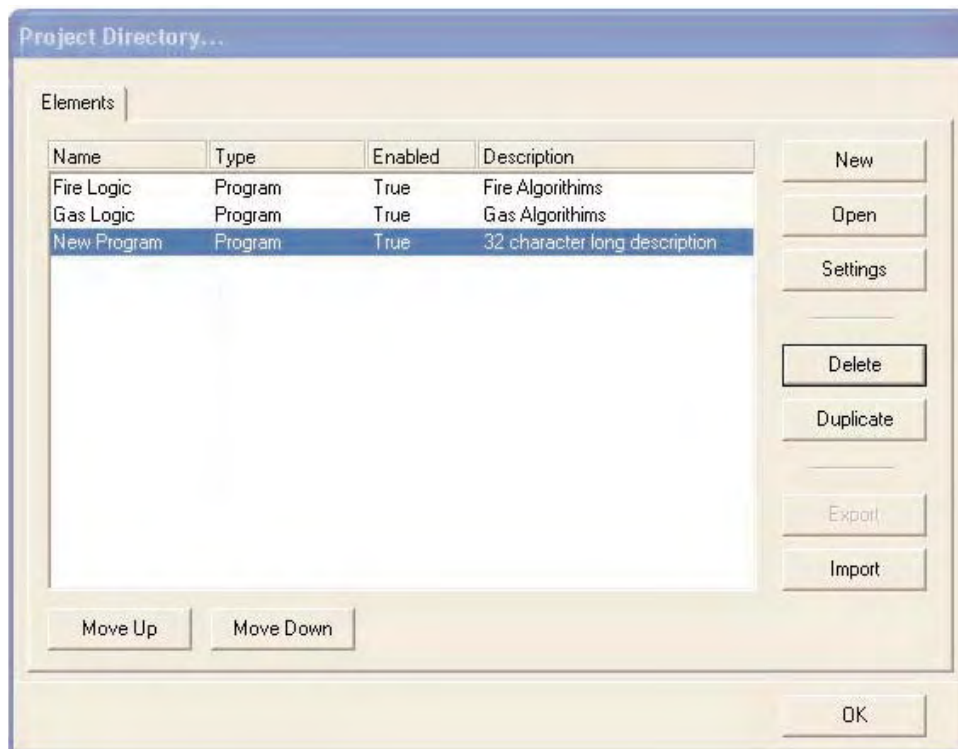 Project Directory...
Elements
Name Type Enabled Description
Fire Logic Program True Fire Algorithims
Gas Logic Program True Gas Algorithims
New Program Program True 32 character long description
New
Open
Settings
Delete
Duplicate
Export
Import
Move Up Move Down
OK